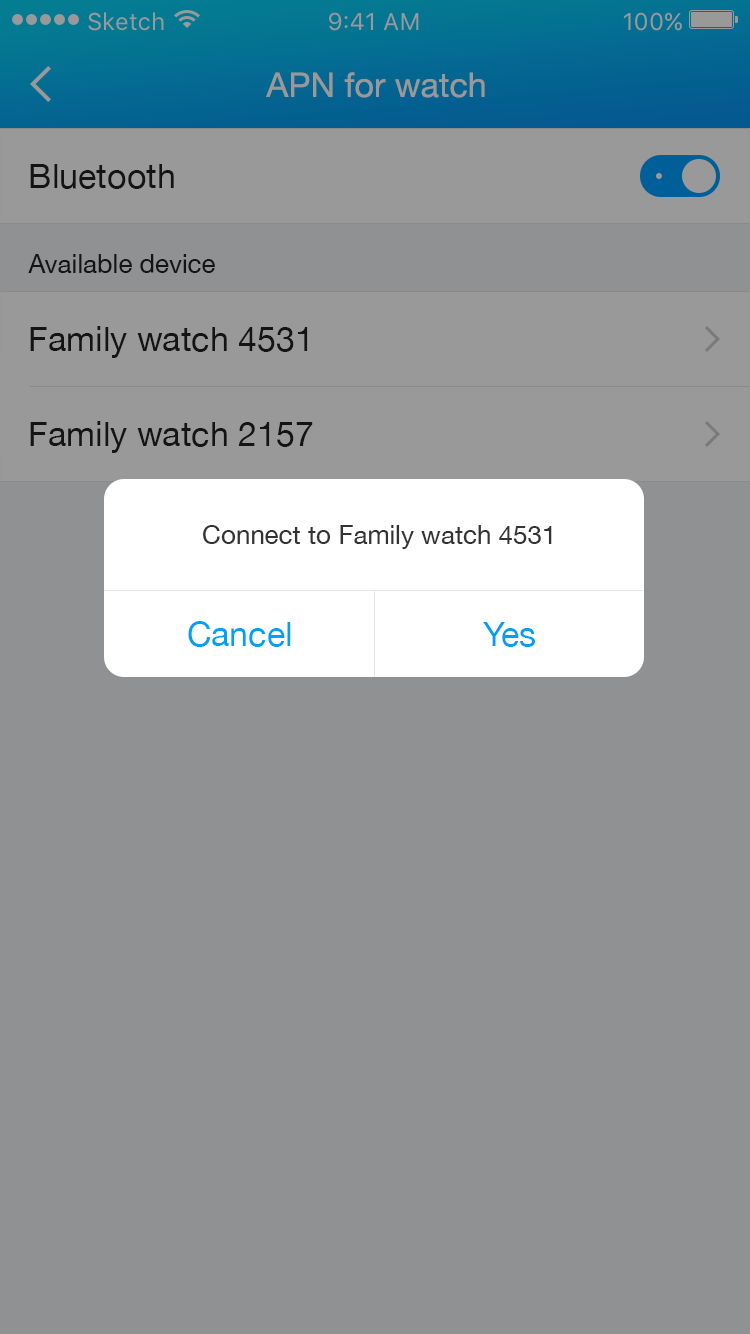 Sketch 9:41 AM 100%
APN for watch
Bluetooth
Available device
Family watch 4531
Family watch 2157
Connect to Family watch 4531
Cancel Yes